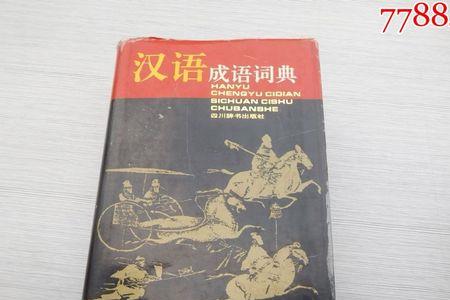 7788
汉语成语词典
HANYU
CHENGYU CIDIAN
SICHUAN CISHU
CHUBANSHE
四川辞书出版社